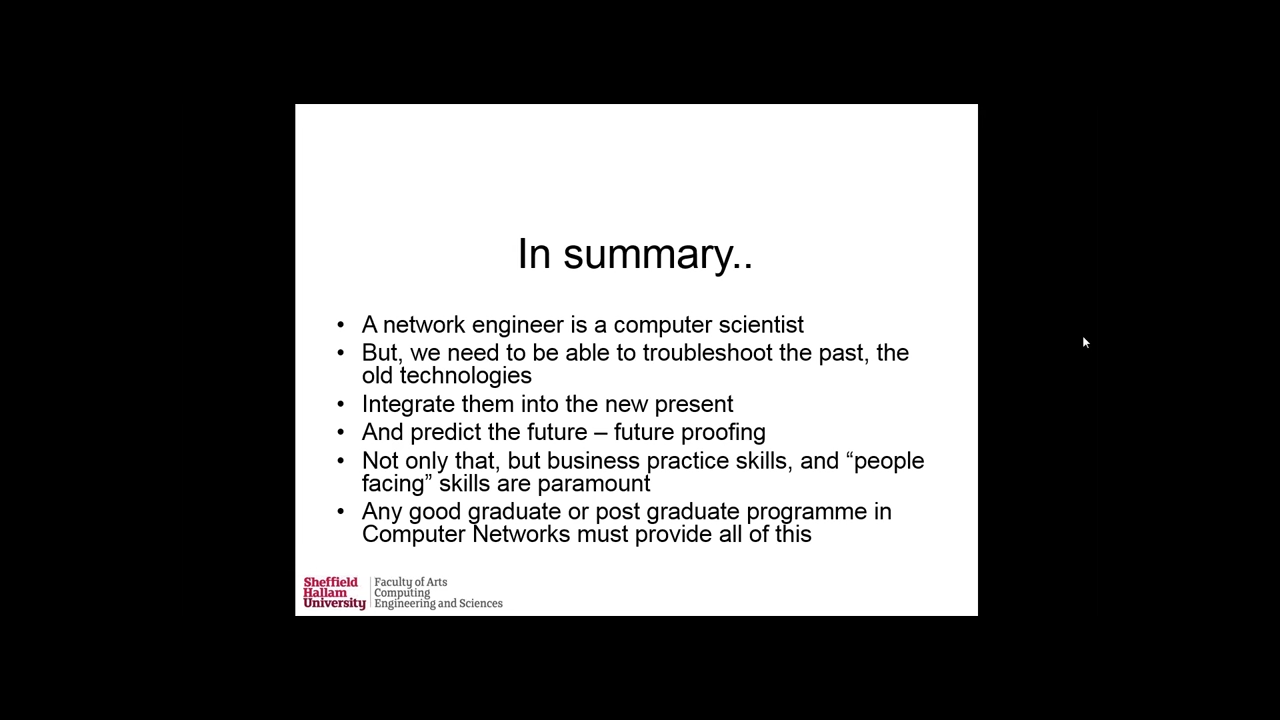 In summary..
• A network engineer is a computer scientist
• But, we need to be able to troubleshoot the past, the
old technologies
• Integrate them into the new present
• And predict the future – future proofing
• Not only that, but business practice skills, and “people
facing” skills are paramount
• Any good graduate or post graduate programme in
Computer Networks must provide all of this
Sheffield
Hallam
University
Faculty of Arts
Computing
Engineering and Sciences